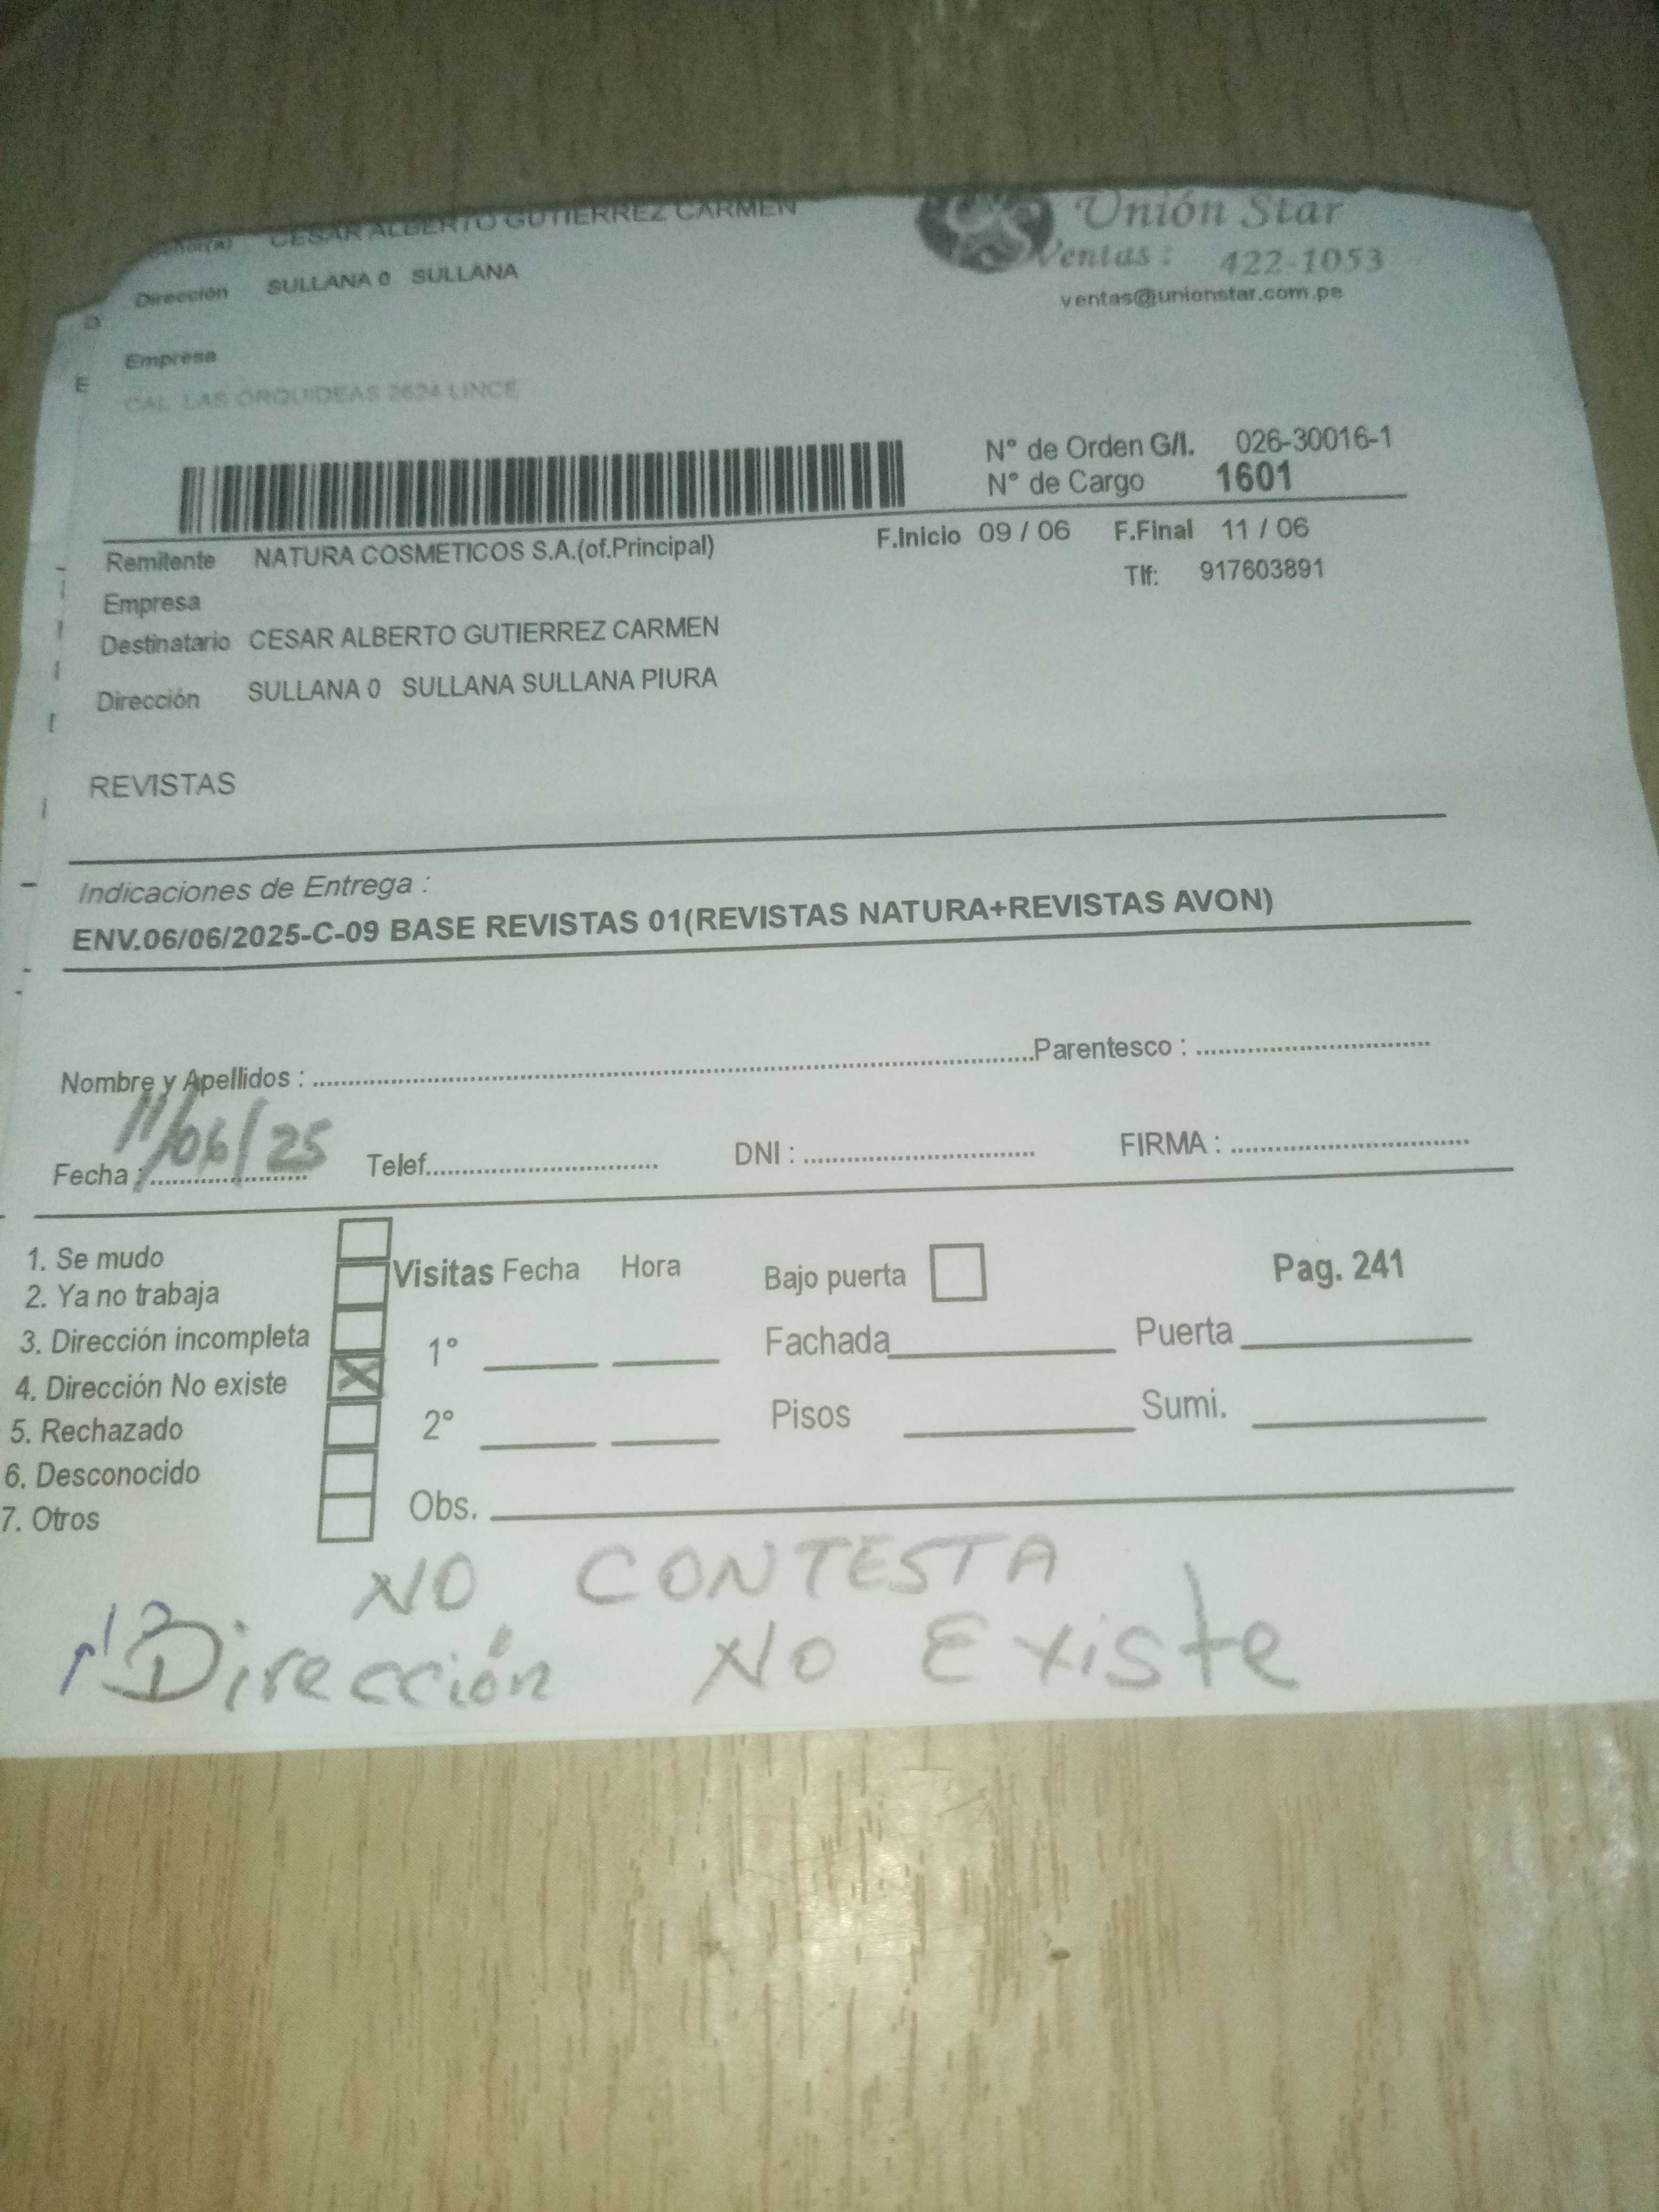 CESAR ALBERTO GUTIERREZ CARMEN
Unión Star
Ventas : 422-1053
ventas@unionstar.com.pe
Dirección SULLANA 0 SULLANA
D
Empresa
E
CAL LAS ORQUIDEAS 2624 LINCE
N° de Orden G/I. 026-30016-1
N° de Cargo 1601
Remitente NATURA COSMETICOS S.A.(of.Principal) F.Inicio 09 / 06 F.Final 11 / 06
Tlf: 917603891
Empresa
Destinatario CESAR ALBERTO GUTIERREZ CARMEN
Dirección SULLANA 0 SULLANA SULLANA PIURA
REVISTAS
Indicaciones de Entrega :
ENV.06/06/2025-C-09 BASE REVISTAS 01(REVISTAS NATURA+REVISTAS AVON)
Nombre y Apellidos : Parentesco :
Fecha : 11/06/25 Telef. DNI : FIRMA :
1. Se mudo
2. Ya no trabaja
3. Dirección incompleta
4. Dirección No existe X
5. Rechazado
6. Desconocido
7. Otros
Visitas Fecha Hora Bajo puerta Pag. 241
1° Fachada Puerta
2° Pisos Sumi.
Obs.
NO CONTESTA
Dirección No Existe